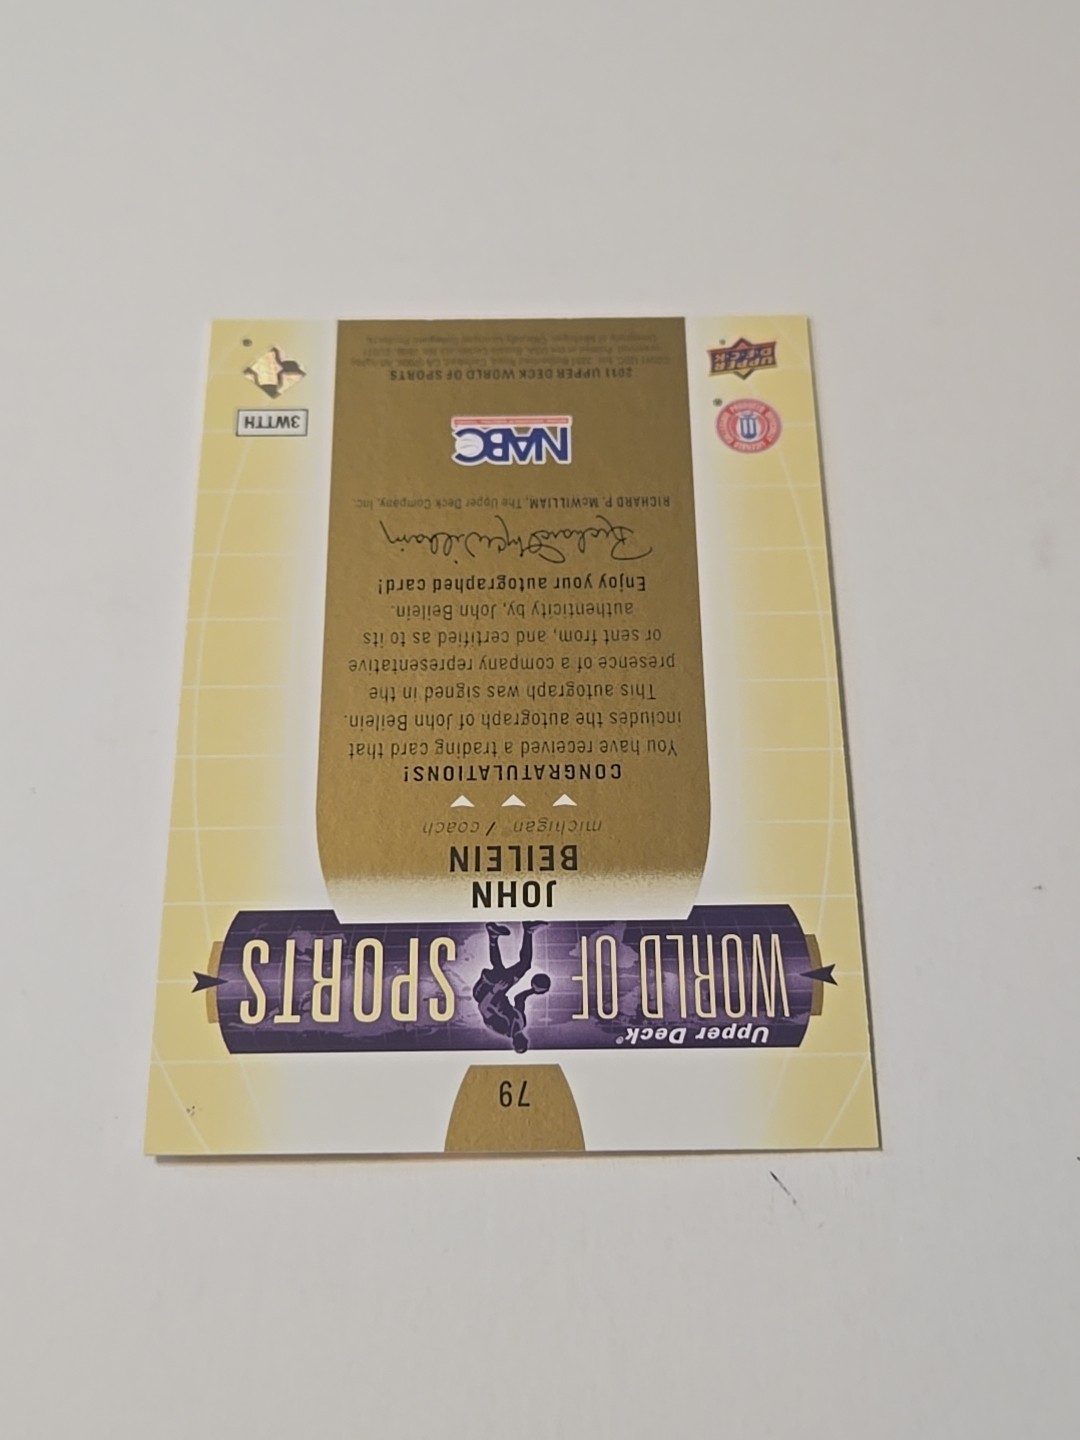 79
Upper Deck®
WORLD OF SPORTS
JOHN
BEILEIN
michigan / coach
CONGRATULATIONS!
You have received a trading card that
includes the autograph of John Beilein.
This autograph was signed in the
presence of a company representative
or sent from, and certified as to its
authenticity by, John Beilein.
Enjoy your autographed card!
Richard P. McWilliam
RICHARD P. McWILLIAM, The Upper Deck Company, Inc.
NABC
3WTTH
UPPER
DECK
2011 UPPER DECK WORLD OF SPORTS